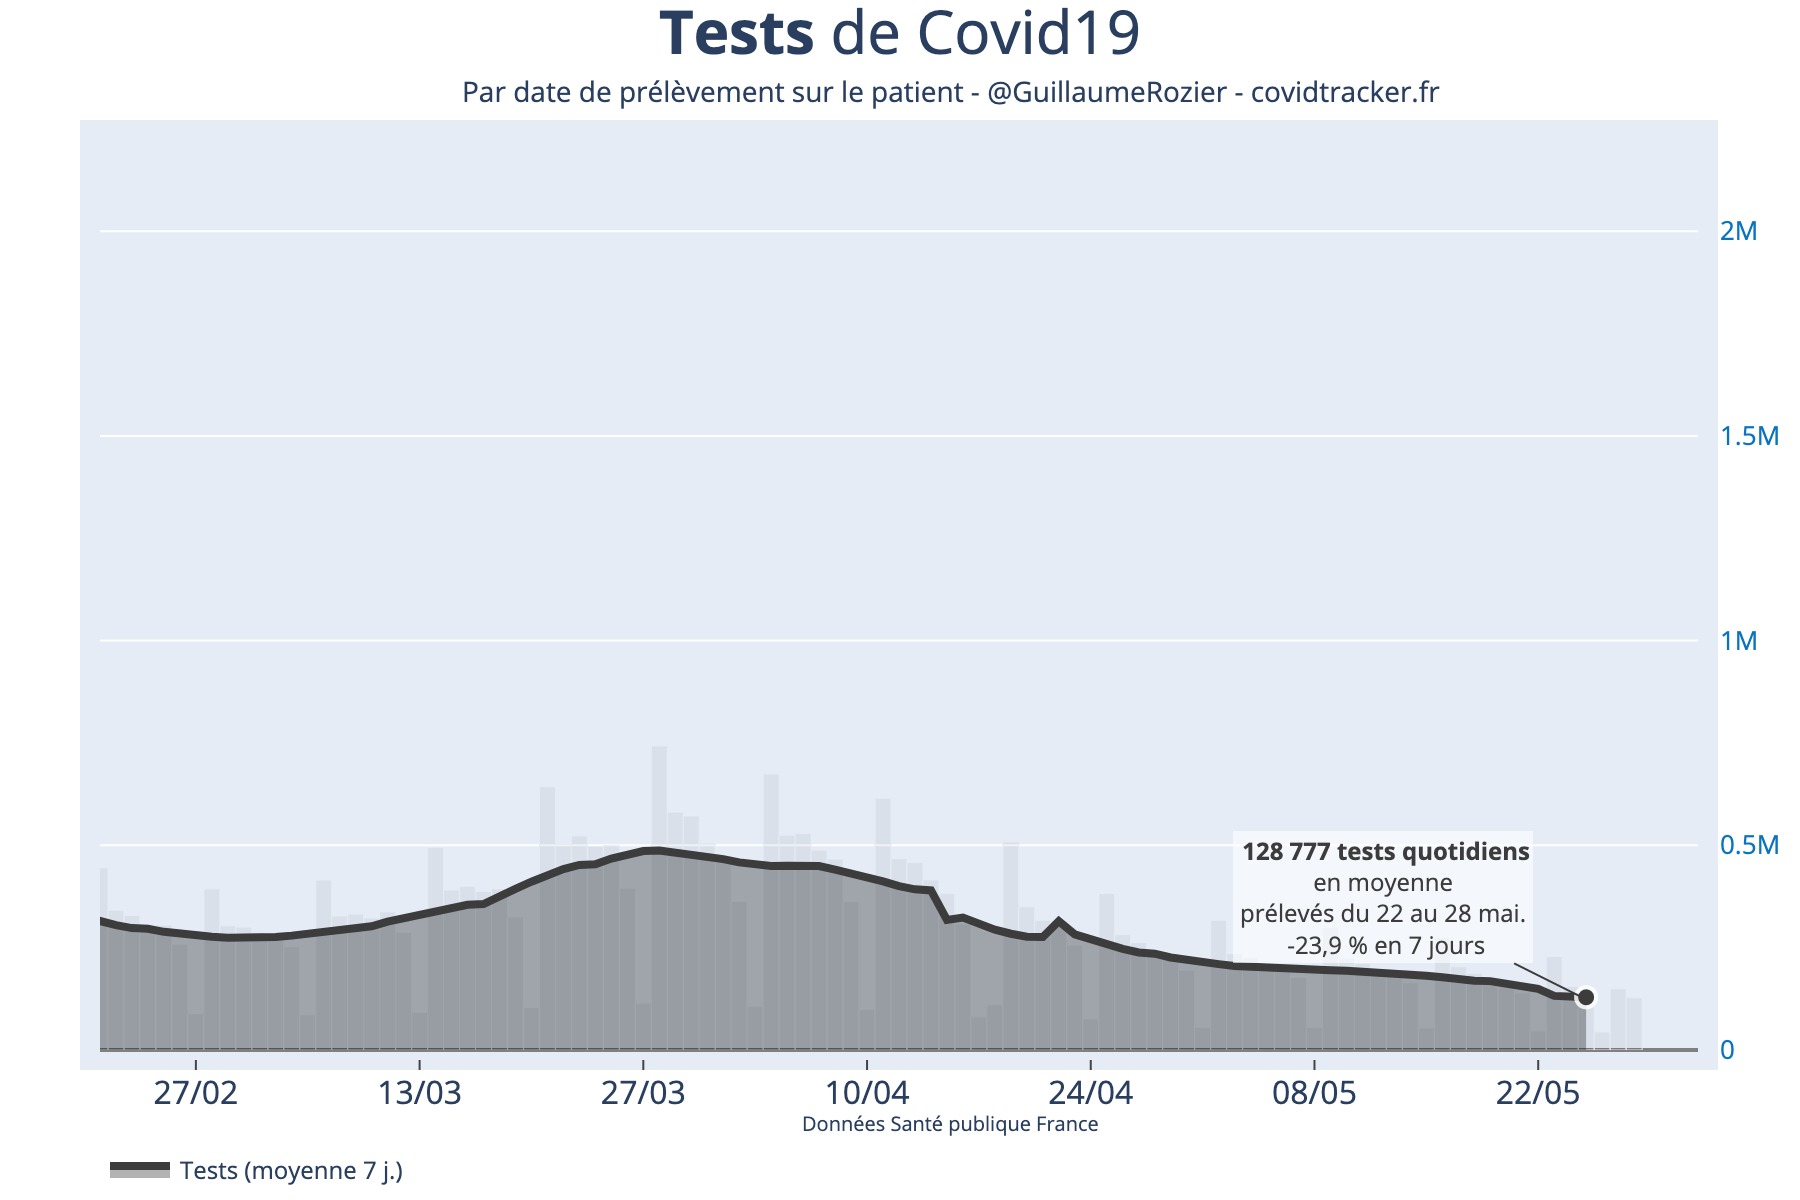 Tests de Covid19
Par date de prélèvement sur le patient - @GuillaumeRozier - covidtracker.fr
2M
1.5M
1M
0.5M
128 777 tests quotidiens
en moyenne
prélevés du 22 au 28 mai.
-23,9 % en 7 jours
0
27/02 13/03 27/03 10/04 24/04 08/05 22/05
Données Santé publique France
Tests (moyenne 7 j.)